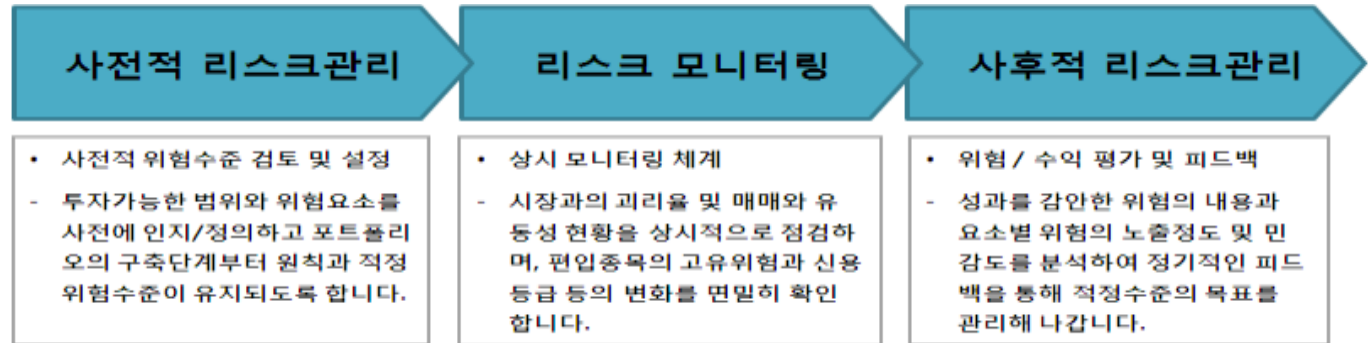 사전적 리스크관리
리스크 모니터링
사후적 리스크관리
• 사전적 위험수준 검토 및 설정
- 투자가능한 범위와 위험요소를
사전에 인지/정의하고 포트폴리
오의 구축단계부터 원칙과 적정
위험수준이 유지되도록 합니다.
• 상시 모니터링 체계
- 시장과의 괴리율 및 매매와 유
동성 현황을 상시적으로 점검하
며, 편입종목의 고유위험과 신용
등급 등의 변화를 면밀히 확인
합니다.
• 위험 / 수익 평가 및 피드백
- 성과를 감안한 위험의 내용과
요소별 위험의 노출정도 및 민
감도를 분석하여 정기적인 피드
백을 통해 적정수준의 목표를
관리해 나갑니다.